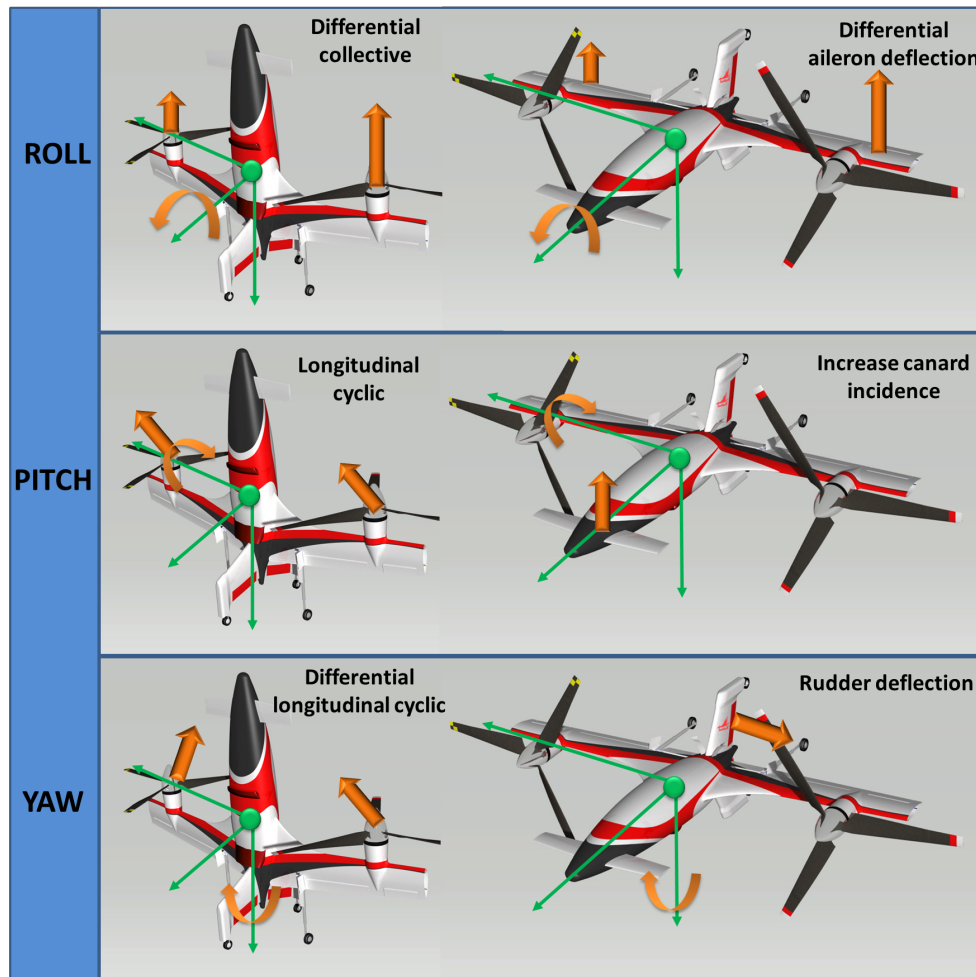 ROLL
Differential
collective
Differential
aileron deflection
PITCH
Longitudinal
cyclic
Increase canard
incidence
YAW
Differential
longitudinal cyclic
Rudder deflection